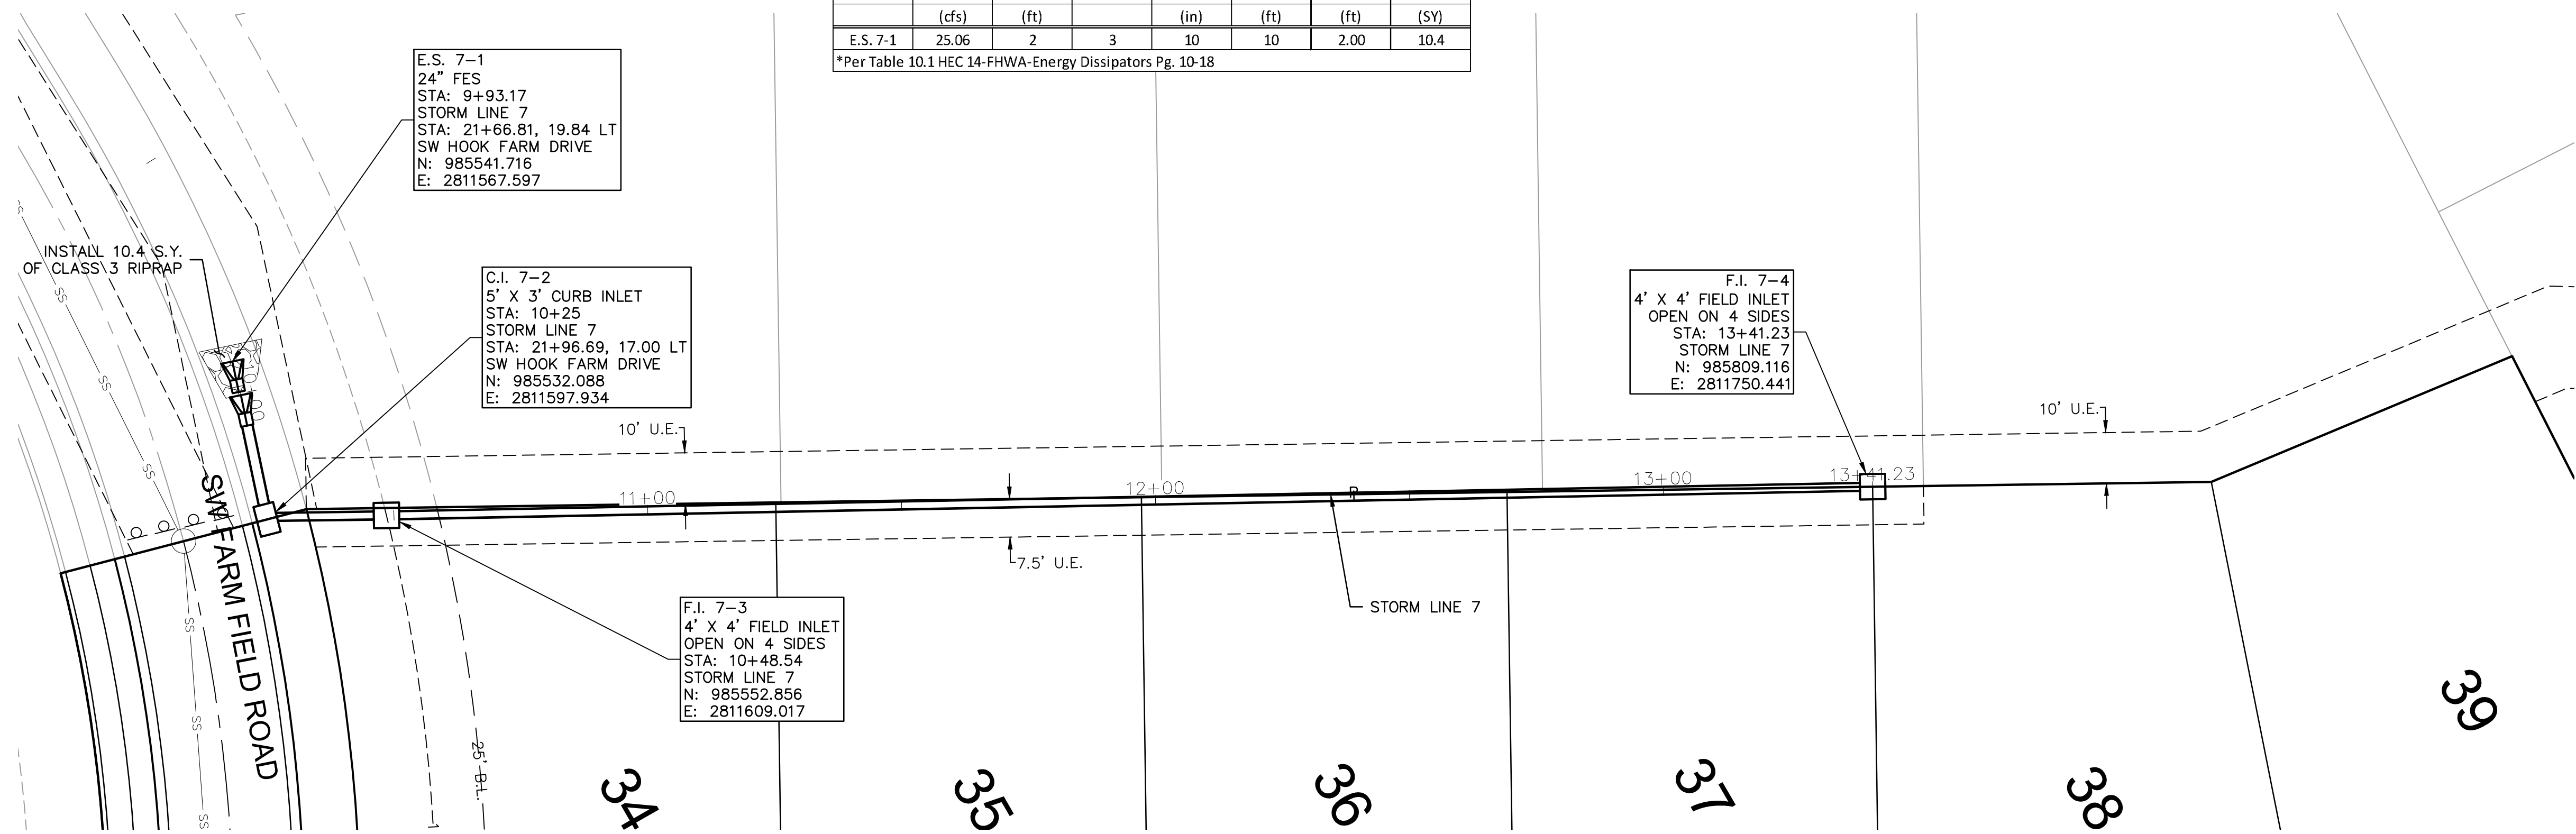 (cfs) (ft) (in) (ft) (ft) (SY)
E.S. 7-1 25.06 2 3 10 10 2.00 10.4
*Per Table 10.1 HEC 14-FHWA-Energy Dissipators Pg. 10-18
E.S. 7-1
24" FES
STA: 9+93.17
STORM LINE 7
STA: 21+66.81, 19.84 LT
SW HOOK FARM DRIVE
N: 985541.716
E: 2811567.597
INSTALL 10.4 S.Y.
OF CLASS 3 RIPRAP
C.I. 7-2
5' X 3' CURB INLET
STA: 10+25
STORM LINE 7
STA: 21+96.69, 17.00 LT
SW HOOK FARM DRIVE
N: 985532.088
E: 2811597.934
F.I. 7-4
4' X 4' FIELD INLET
OPEN ON 4 SIDES
STA: 13+41.23
STORM LINE 7
N: 985809.116
E: 2811750.441
10' U.E.
10' U.E.
10+00
11+00
12+00
13+00
13+41.23
7.5' U.E.
STORM LINE 7
F.I. 7-3
4' X 4' FIELD INLET
OPEN ON 4 SIDES
STA: 10+48.54
STORM LINE 7
N: 985552.856
E: 2811609.017
SW FARM FIELD ROAD
25' B.L.
SS
SS
SS
SS
SS
SS
SS
34
35
36
37
38
39